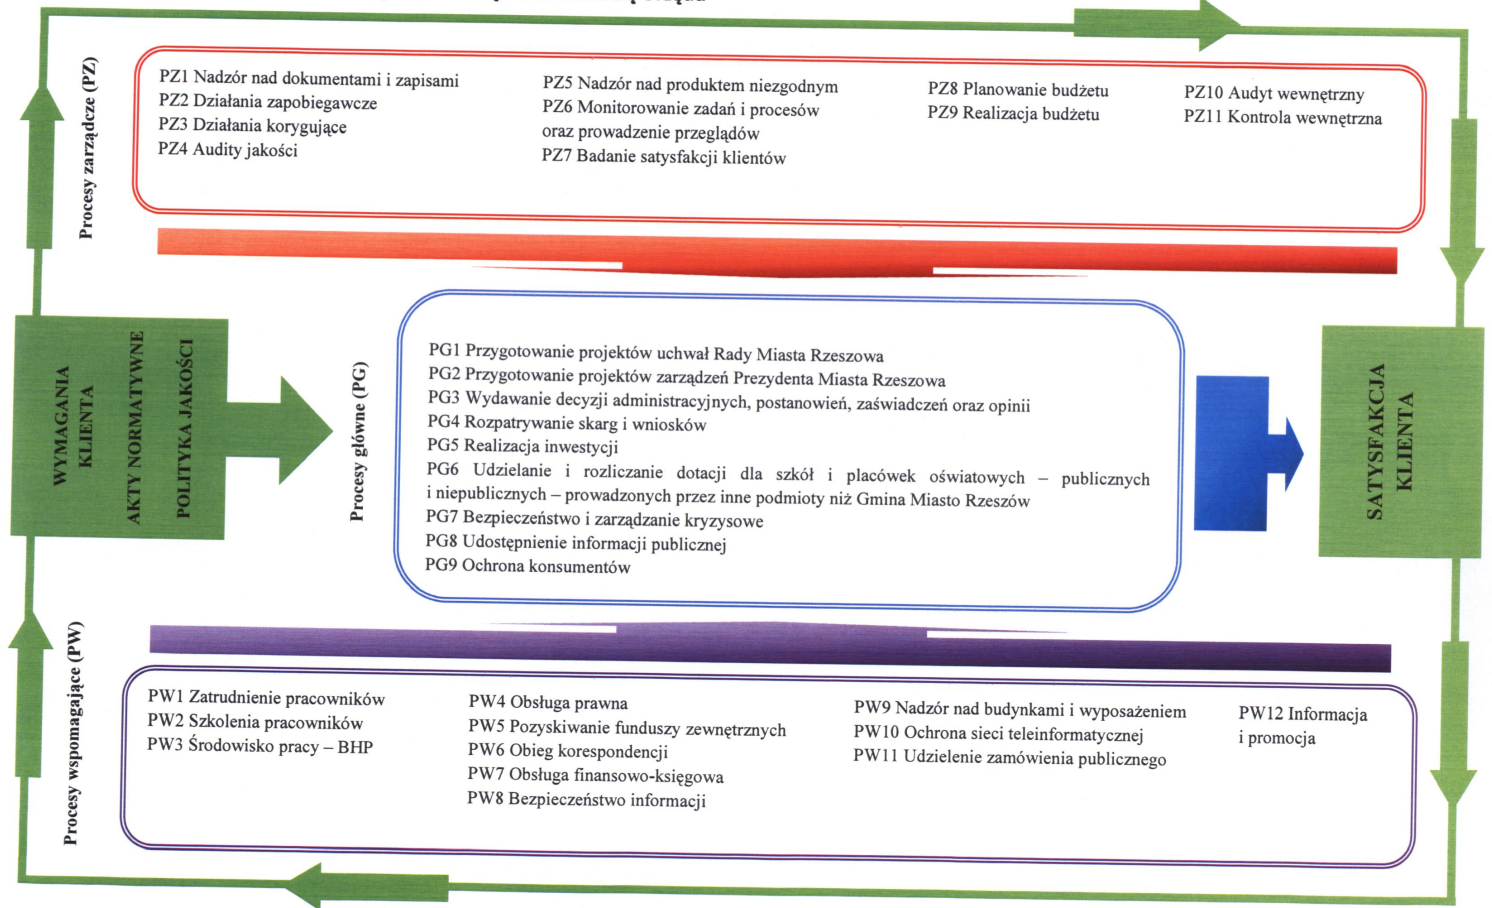 Procesy zarządcze (PZ)
PZ1 Nadzór nad dokumentami i zapisami
PZ2 Działania zapobiegawcze
PZ3 Działania korygujące
PZ4 Audity jakości
PZ5 Nadzór nad produktem niezgodnym
PZ6 Monitorowanie zadań i procesów
oraz prowadzenie przeglądów
PZ7 Badanie satysfakcji klientów
PZ8 Planowanie budżetu
PZ9 Realizacja budżetu
PZ10 Audyt wewnętrzny
PZ11 Kontrola wewnętrzna
WYMAGANIA
KLIENTA
AKTY NORMATYWNE
POLITYKA JAKOŚCI
Procesy główne (PG)
PG1 Przygotowanie projektów uchwał Rady Miasta Rzeszowa
PG2 Przygotowanie projektów zarządzeń Prezydenta Miasta Rzeszowa
PG3 Wydawanie decyzji administracyjnych, postanowień, zaświadczeń oraz opinii
PG4 Rozpatrywanie skarg i wniosków
PG5 Realizacja inwestycji
PG6 Udzielanie i rozliczanie dotacji dla szkół i placówek oświatowych – publicznych
i niepublicznych – prowadzonych przez inne podmioty niż Gmina Miasto Rzeszów
PG7 Bezpieczeństwo i zarządzanie kryzysowe
PG8 Udostępnienie informacji publicznej
PG9 Ochrona konsumentów
SATYSFAKCJA
KLIENTA
Procesy wspomagające (PW)
PW1 Zatrudnienie pracowników
PW2 Szkolenia pracowników
PW3 Środowisko pracy – BHP
PW4 Obsługa prawna
PW5 Pozyskiwanie funduszy zewnętrznych
PW6 Obieg korespondencji
PW7 Obsługa finansowo-księgowa
PW8 Bezpieczeństwo informacji
PW9 Nadzór nad budynkami i wyposażeniem
PW10 Ochrona sieci teleinformatycznej
PW11 Udzielenie zamówienia publicznego
PW12 Informacja
i promocja